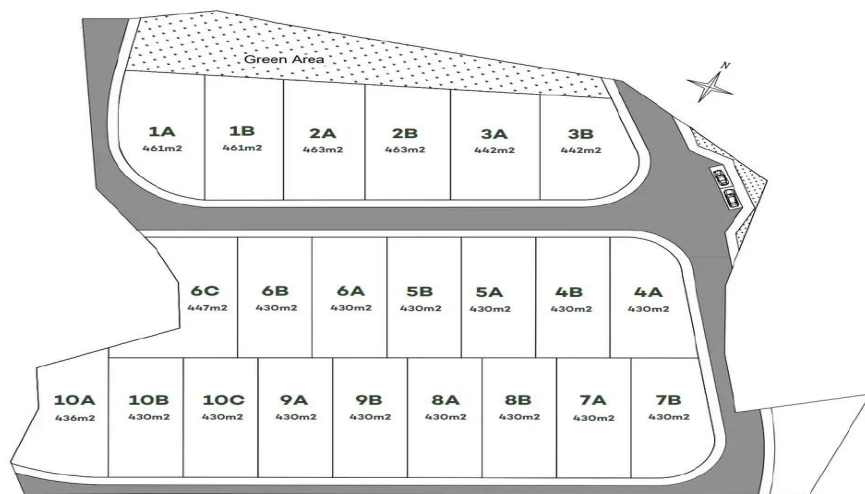 N
Green Area
1A
461m2
1B
461m2
2A
463m2
2B
463m2
3A
442m2
3B
442m2
6C
447m2
6B
430m2
6A
430m2
5B
430m2
5A
430m2
4B
430m2
4A
430m2
10A
436m2
10B
430m2
10C
430m2
9A
430m2
9B
430m2
8A
430m2
8B
430m2
7A
430m2
7B
430m2